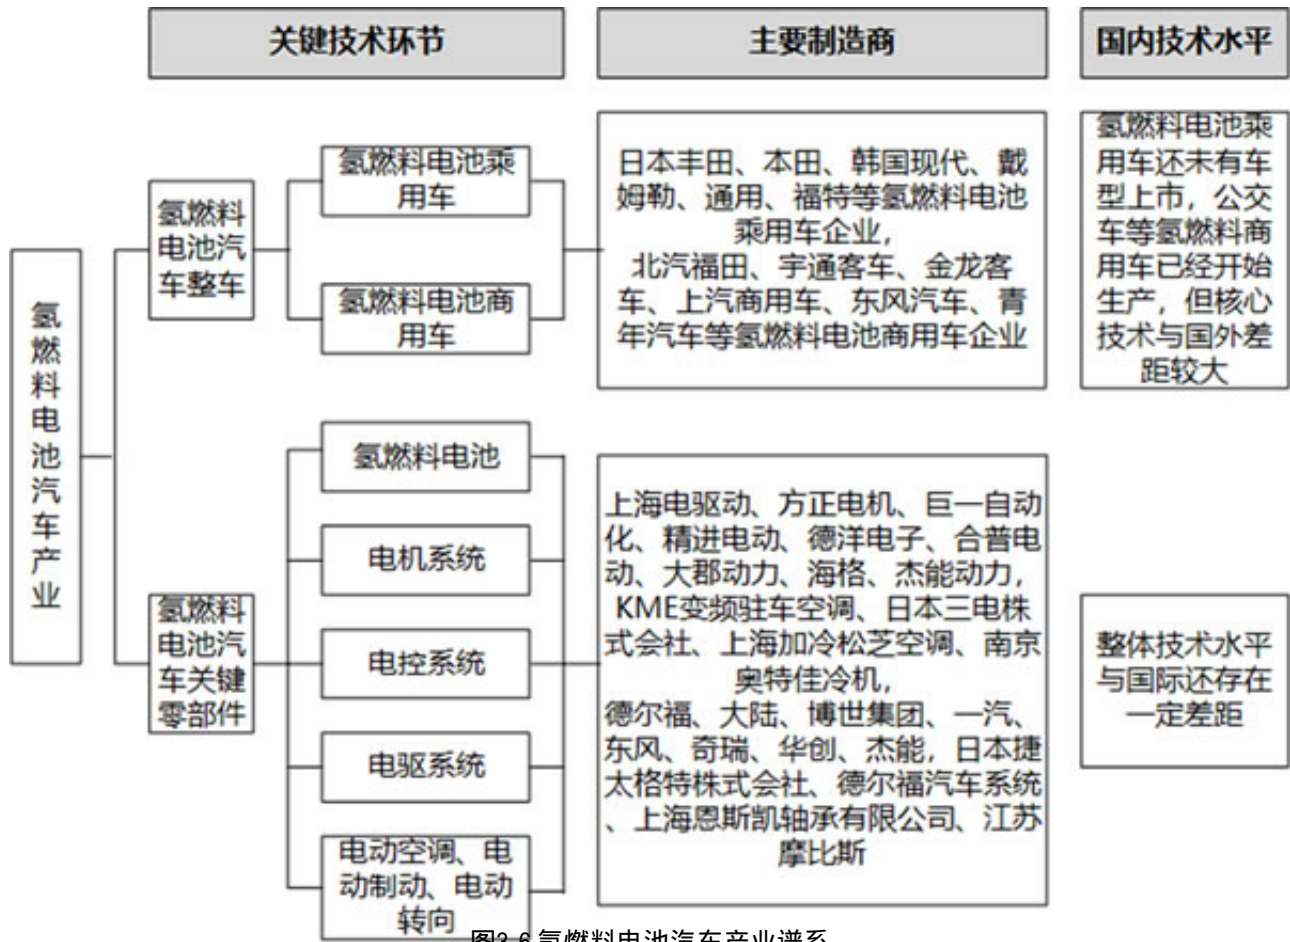 关键技术环节
主要制造商
国内技术水平
氢燃料电池汽车产业
氢燃料
电池汽
车整车
氢燃料电池乘
用车
氢燃料电池商
用车
日本丰田、本田、韩国现代、戴
姆勒、通用、福特等氢燃料电池
乘用车企业，
北汽福田、宇通客车、金龙客
车、上汽商用车、东风汽车、青
年汽车等氢燃料电池商用车企业
氢燃料电池乘
用车还未有车
型上市，公交
车等氢燃料商
用车已经开始
生产，但核心
技术与国外差
距较大
氢燃料
电池汽
车关键
零部件
氢燃料电池
电机系统
电控系统
电驱系统
电动空调、电
动制动、电动
转向
上海电驱动、方正电机、巨一自动
化、精进电动、德洋电子、合普电
动、大郡动力、海格、杰能动力，
KME变频驻车空调、日本三电株
式会社、上海加冷松芝空调、南京
奥特佳冷机，
德尔福、大陆、博世集团、一汽、
东风、奇瑞、华创、杰能，日本捷
太格特株式会社、德尔福汽车系统
、上海恩斯凯轴承有限公司、江苏
摩比斯
整体技术水平
与国际还存在
一定差距
图3.6 氢燃料电池汽车产业谱系